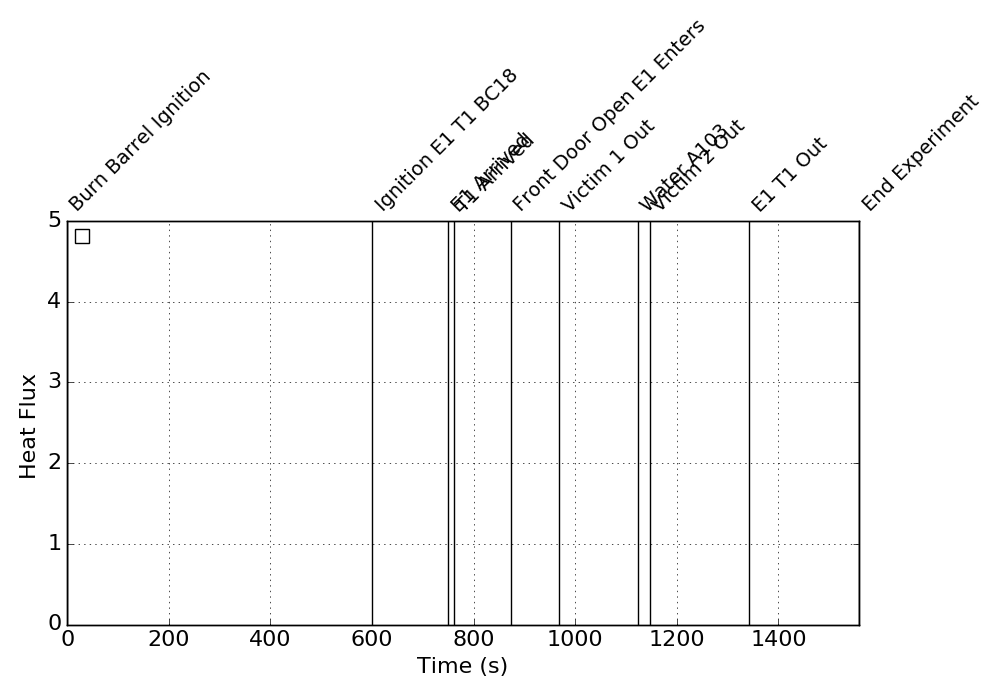 Burn Barrel Ignition
Ignition E1 T1 BC18
E1 Arrived
T1 Arrived
Front Door Open E1 Enters
Victim 1 Out
Water A103
Victim 2 Out
E1 T1 Out
End Experiment
5
4
3
2
1
0
Heat Flux
0 200 400 600 800 1000 1200 1400
Time (s)